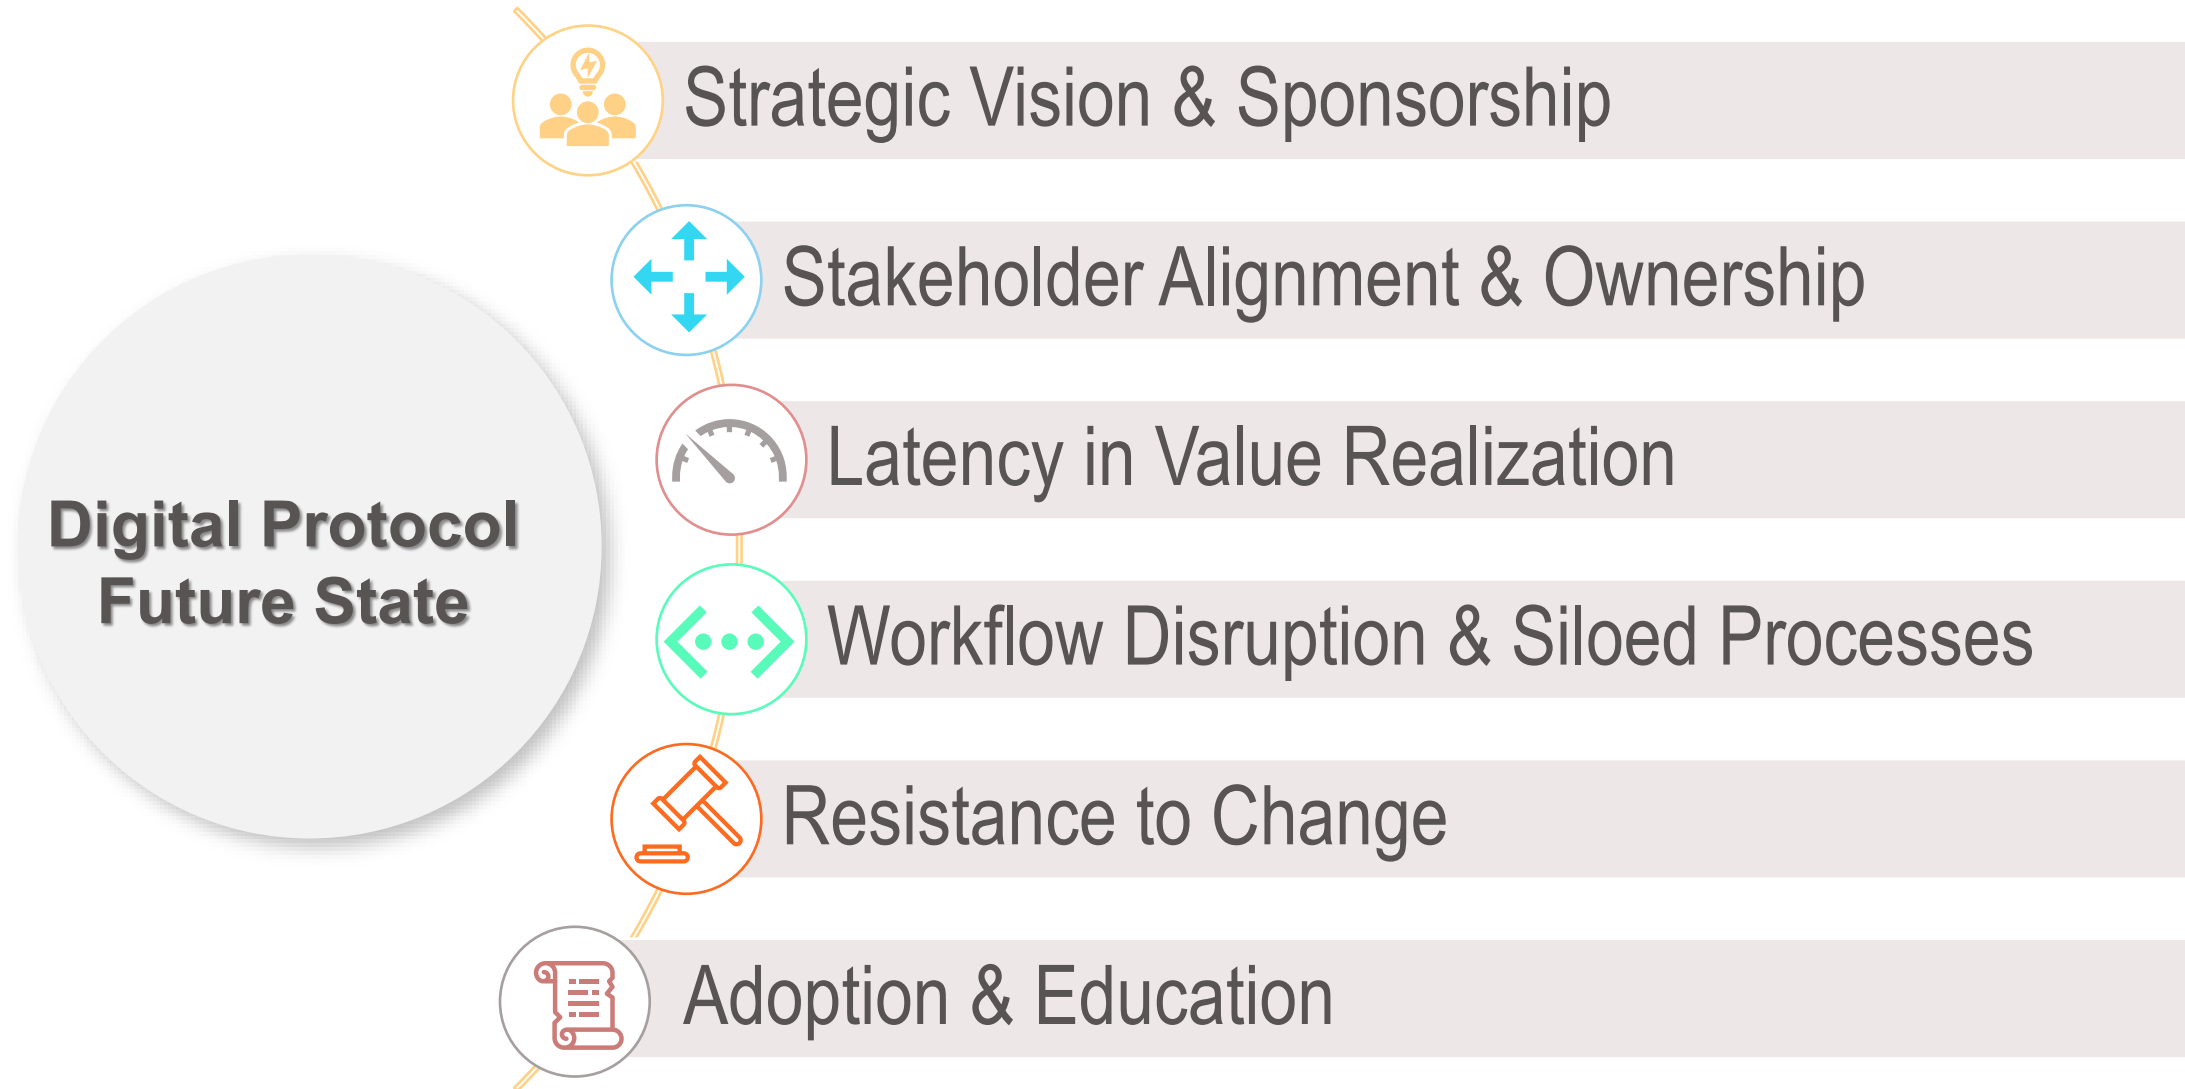 Digital Protocol
Future State
Strategic Vision & Sponsorship
Stakeholder Alignment & Ownership
Latency in Value Realization
Workflow Disruption & Siloed Processes
Resistance to Change
Adoption & Education